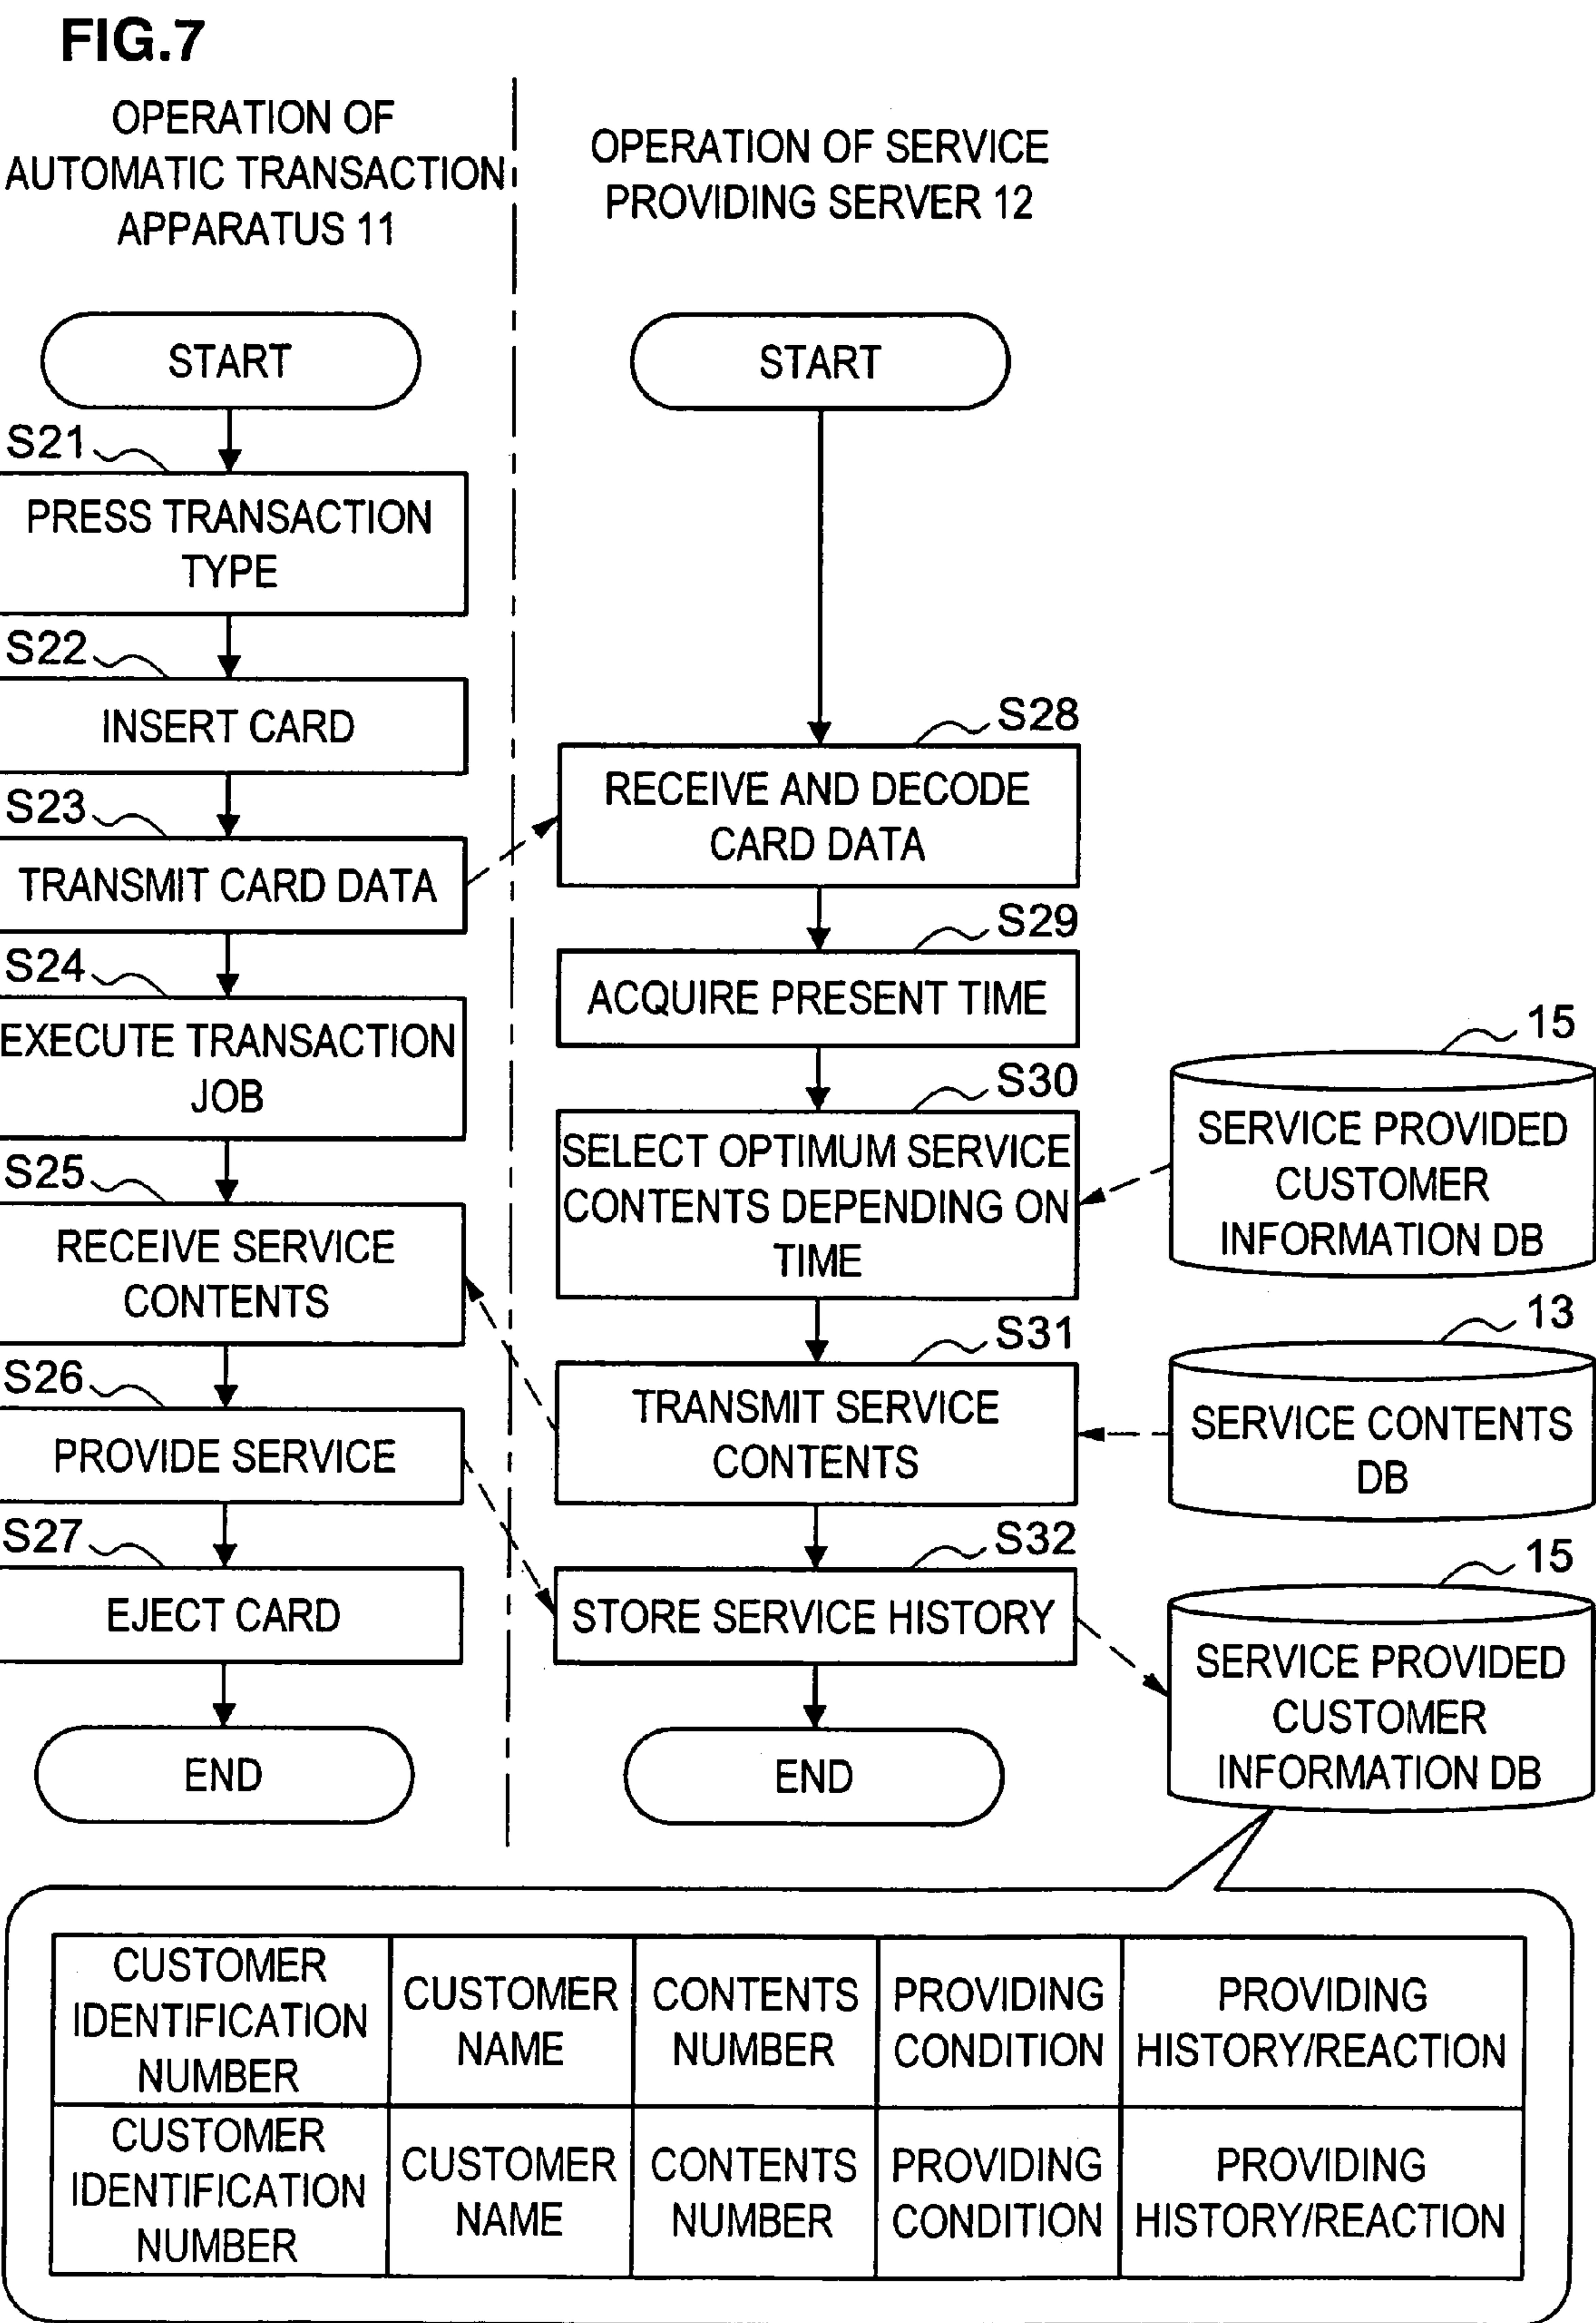 FIG.7
OPERATION OF
AUTOMATIC TRANSACTION
APPARATUS 11
START
S21
PRESS TRANSACTION
TYPE
S22
INSERT CARD
S23
TRANSMIT CARD DATA
S24
EXECUTE TRANSACTION
JOB
S25
RECEIVE SERVICE
CONTENTS
S26
PROVIDE SERVICE
S27
EJECT CARD
END
OPERATION OF SERVICE
PROVIDING SERVER 12
START
S28
RECEIVE AND DECODE
CARD DATA
S29
ACQUIRE PRESENT TIME
S30
SELECT OPTIMUM SERVICE
CONTENTS DEPENDING ON
TIME
S31
TRANSMIT SERVICE
CONTENTS
S32
STORE SERVICE HISTORY
END
15
SERVICE PROVIDED
CUSTOMER
INFORMATION DB
13
SERVICE CONTENTS
DB
15
SERVICE PROVIDED
CUSTOMER
INFORMATION DB
CUSTOMER
IDENTIFICATION
NUMBER
CUSTOMER
NAME
CONTENTS
NUMBER
PROVIDING
CONDITION
PROVIDING
HISTORY/REACTION
CUSTOMER
IDENTIFICATION
NUMBER
CUSTOMER
NAME
CONTENTS
NUMBER
PROVIDING
CONDITION
PROVIDING
HISTORY/REACTION